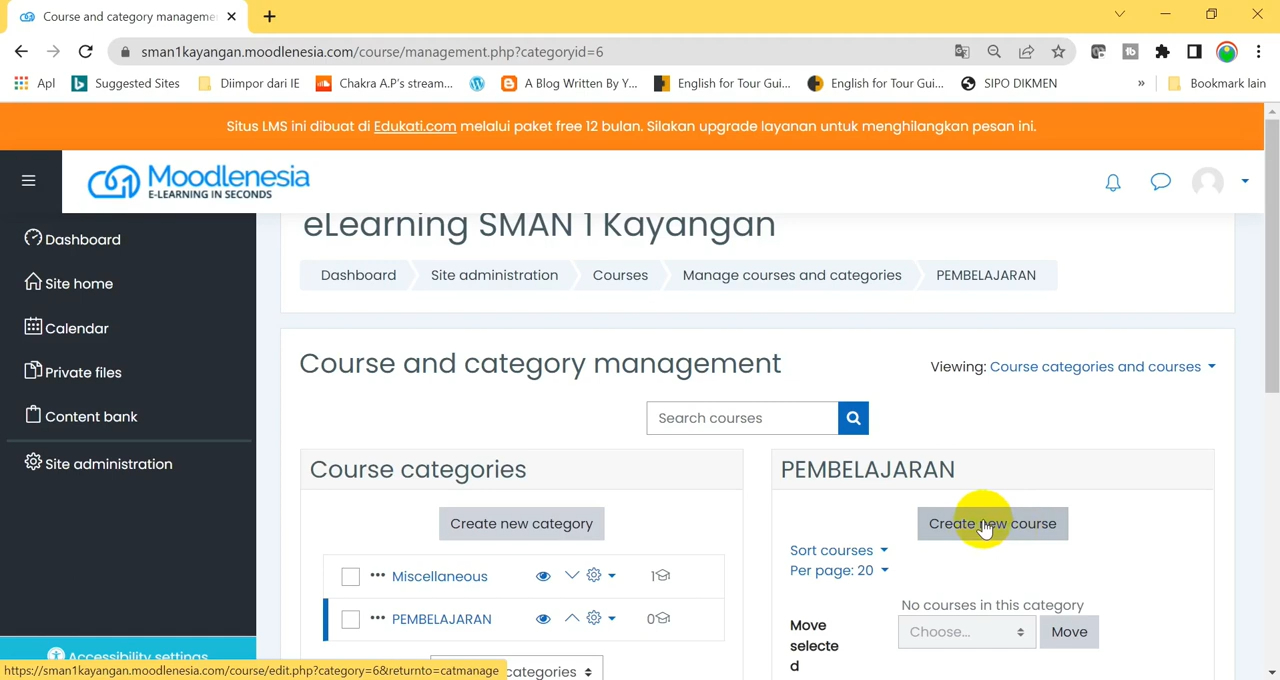 Course and category manageme
sman1kayangan.moodlenesia.com/course/management.php?categoryid=6
Apl
Suggested Sites
Diimpor dari IE
Chakra A.P's stream...
A Blog Written By Y...
English for Tour Gui...
English for Tour Gui...
SIPO DIKMEN
»
Bookmark lain
Situs LMS ini dibuat di Edukati.com melalui paket free 12 bulan. Silakan upgrade layanan untuk menghilangkan pesan ini.
Moodlenesia
E-LEARNING IN SECONDS
Dashboard
Site home
Calendar
Private files
Content bank
Site administration
Accessibility settings
eLearning SMAN 1 Kayangan
Dashboard
Site administration
Courses
Manage courses and categories
PEMBELAJARAN
Course and category management
Viewing: Course categories and courses
Search courses
Course categories
Create new category
Miscellaneous
1
PEMBELAJARAN
0
categories
PEMBELAJARAN
Create new course
Sort courses
Per page: 20
No courses in this category
Move
selecte
d
Choose...
Move
https://sman1kayangan.moodlenesia.com/course/edit.php?category=6&returnto=catmanage